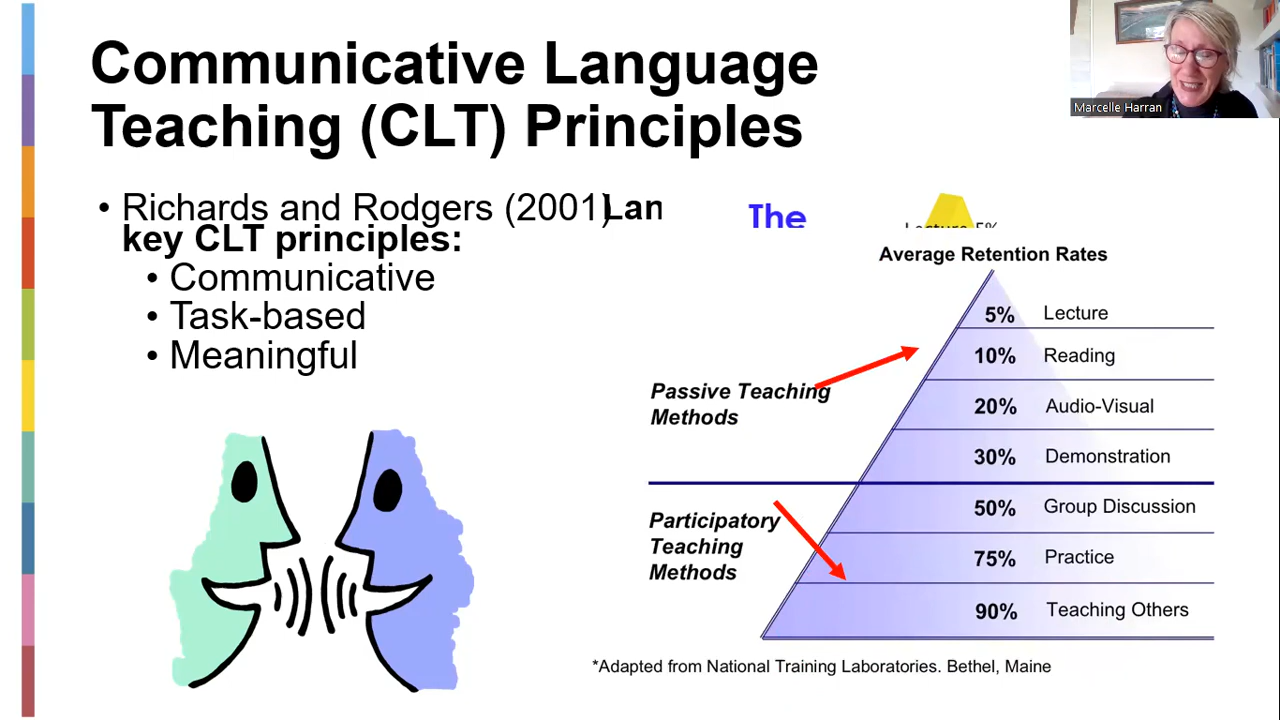 Communicative Language
Teaching (CLT) Principles
Marcelle Harran
• Richards and Rodgers (2001)
key CLT principles:
• Communicative
• Task-based
• Meaningful
Lan
The
Lecture 5%
Average Retention Rates
5% Lecture
10% Reading
20% Audio-Visual
30% Demonstration
50% Group Discussion
75% Practice
90% Teaching Others
Passive Teaching
Methods
Participatory
Teaching
Methods
*Adapted from National Training Laboratories. Bethel, Maine